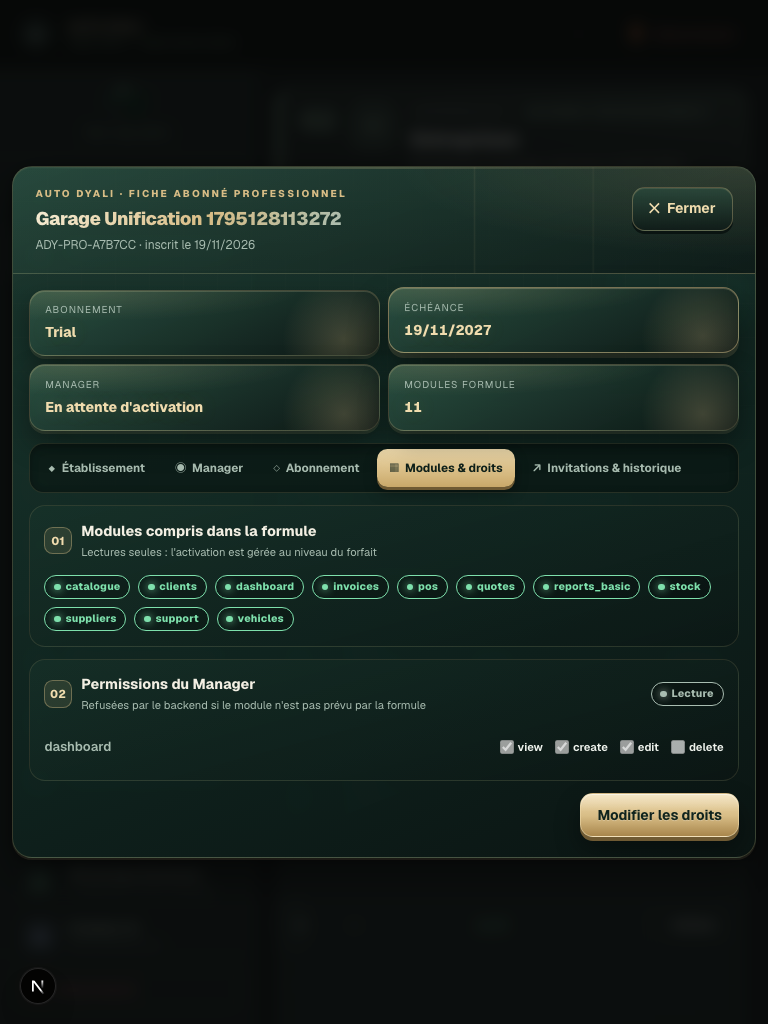 AUTO DYALI · FICHE ABONNÉ PROFESSIONNEL
Garage Unification 1795128113272
ADY-PRO-A7B7CC · inscrit le 19/11/2026
Fermer
ABONNEMENT
Trial
ÉCHÉANCE
19/11/2027
MANAGER
En attente d'activation
MODULES FORMULE
11
Établissement Manager Abonnement Modules & droits Invitations & historique
01 Modules compris dans la formule
Lectures seules : l'activation est gérée au niveau du forfait
catalogue clients dashboard invoices pos quotes reports_basic stock
suppliers support vehicles
02 Permissions du Manager
Refusées par le backend si le module n'est pas prévu par la formule
Lecture
dashboard view create edit delete
Modifier les droits
N